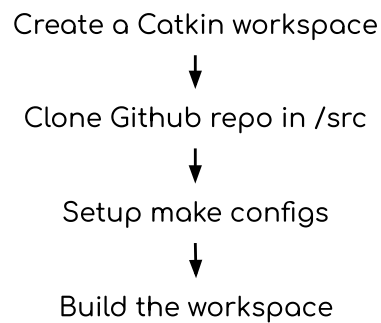 Create a Catkin workspace
Clone Github repo in /src
Setup make configs
Build the workspace